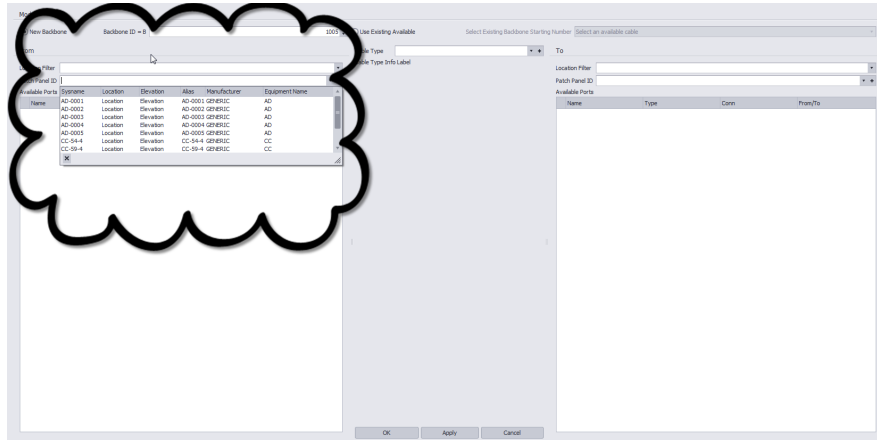 Mod
New Backbone Backbone ID = B 1005 Use Existing Available Select Existing Backbone Starting Number Select an available cable
om Type To
Location Filter Type Info Label Location Filter
Patch Panel ID Patch Panel ID
Available Ports Sysname Location Elevation Alias Manufacturer Equipment Name Available Ports
Name AD-0001 Location Elevation AD-0001 GENERIC AD Name Type Conn From/To
AD-0002 Location Elevation AD-0002 GENERIC AD
AD-0003 Location Elevation AD-0003 GENERIC AD
AD-0004 Location Elevation AD-0004 GENERIC AD
AD-0005 Location Elevation AD-0005 GENERIC AD
CC-54-4 Location Elevation CC-54-4 GENERIC CC
CC-59-4 Location Elevation CC-59-4 GENERIC CC
OK Apply Cancel